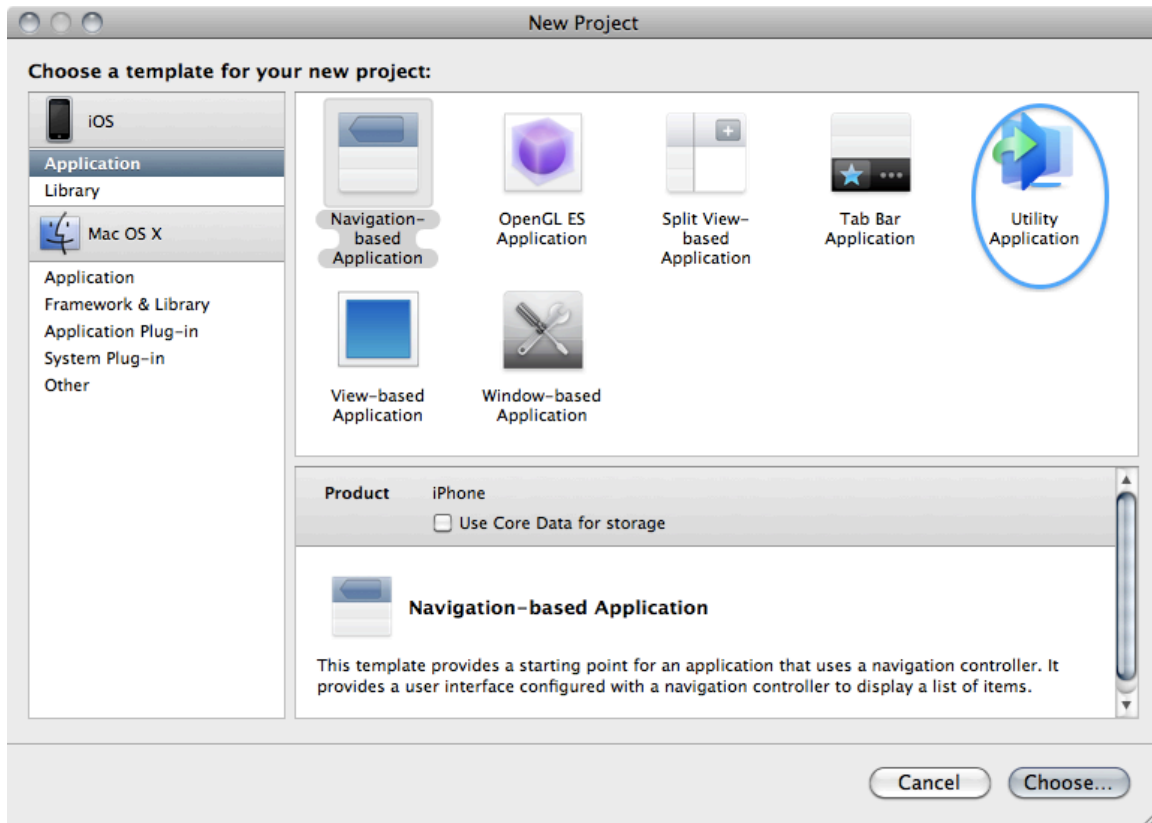 New Project
Choose a template for your new project:
iOS
Application
Library
Mac OS X
Application
Framework & Library
Application Plug-in
System Plug-in
Other
Navigation-
based
Application
OpenGL ES
Application
Split View-
based
Application
Tab Bar
Application
Utility
Application
View-based
Application
Window-based
Application
Product iPhone
Use Core Data for storage
Navigation-based Application
This template provides a starting point for an application that uses a navigation controller. It
provides a user interface configured with a navigation controller to display a list of items.
Cancel Choose...